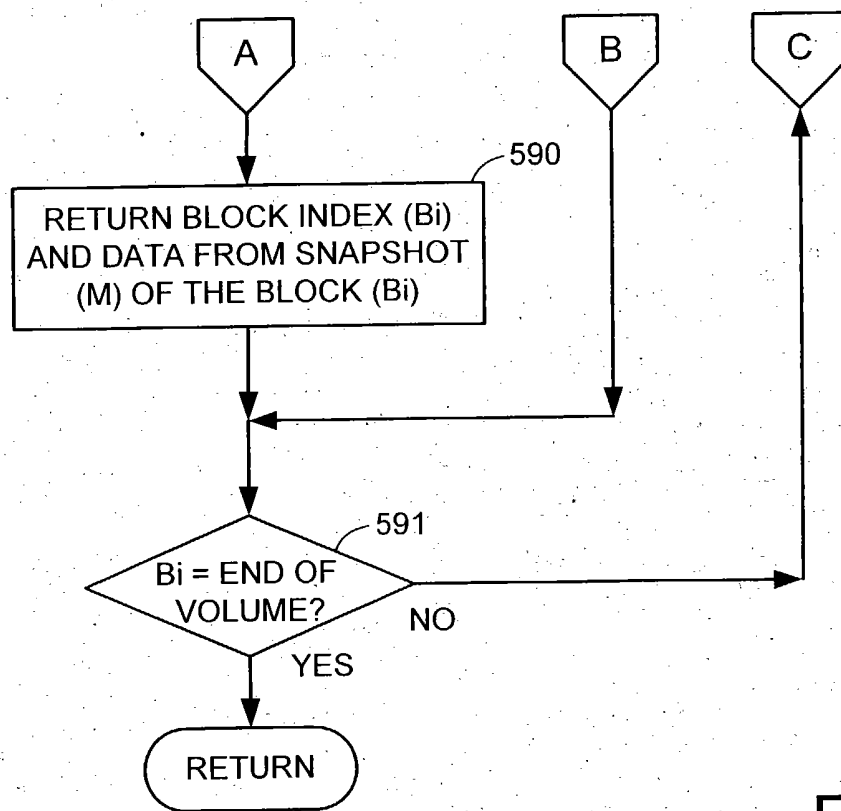 A
B
C
590
RETURN BLOCK INDEX (Bi)
AND DATA FROM SNAPSHOT
(M) OF THE BLOCK (Bi)
591
Bi = END OF
VOLUME?
NO
YES
RETURN